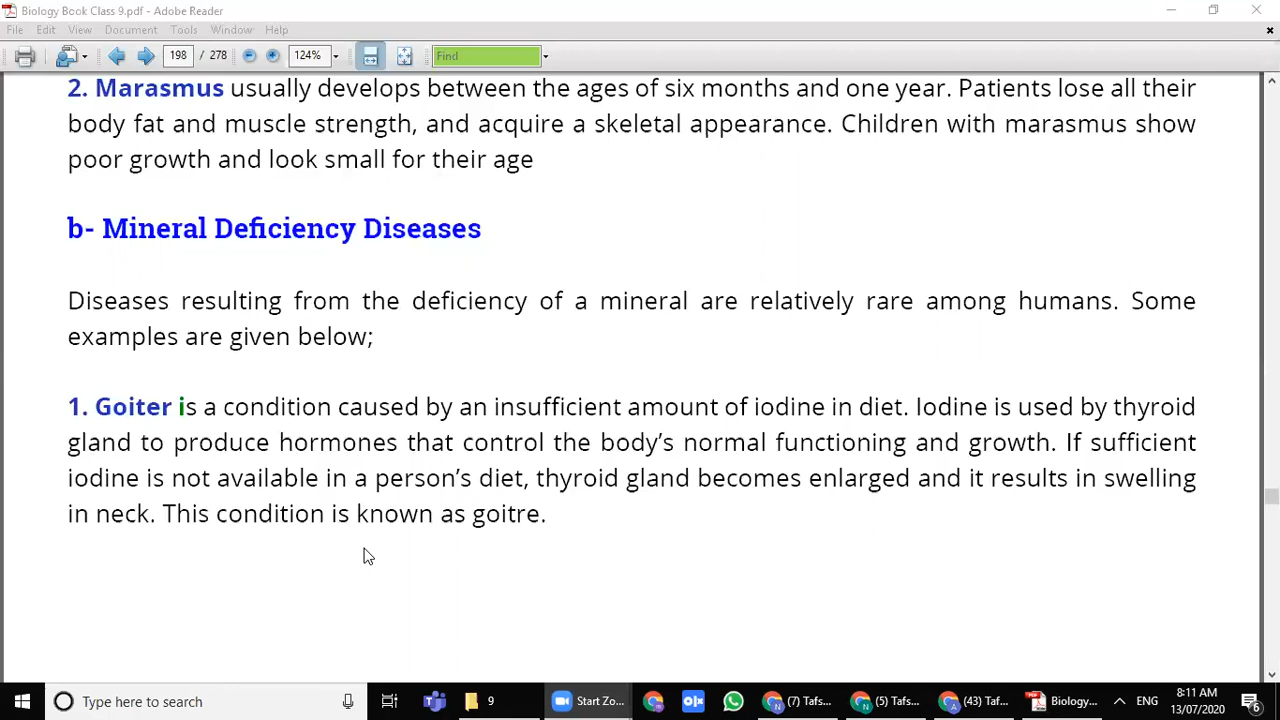 Biology Book Class 9.pdf - Adobe Reader
File Edit View Document Tools Window Help
198 / 278 124% Find
2. Marasmus usually develops between the ages of six months and one year. Patients lose all their
body fat and muscle strength, and acquire a skeletal appearance. Children with marasmus show
poor growth and look small for their age
b- Mineral Deficiency Diseases
Diseases resulting from the deficiency of a mineral are relatively rare among humans. Some
examples are given below;
1. Goiter is a condition caused by an insufficient amount of iodine in diet. Iodine is used by thyroid
gland to produce hormones that control the body’s normal functioning and growth. If sufficient
iodine is not available in a person’s diet, thyroid gland becomes enlarged and it results in swelling
in neck. This condition is known as goitre.
Type here to search 9 Start Zo... (7) Tafs... (5) Tafs... (43) Taf... Biology... ENG 8:11 AM
13/07/2020 6